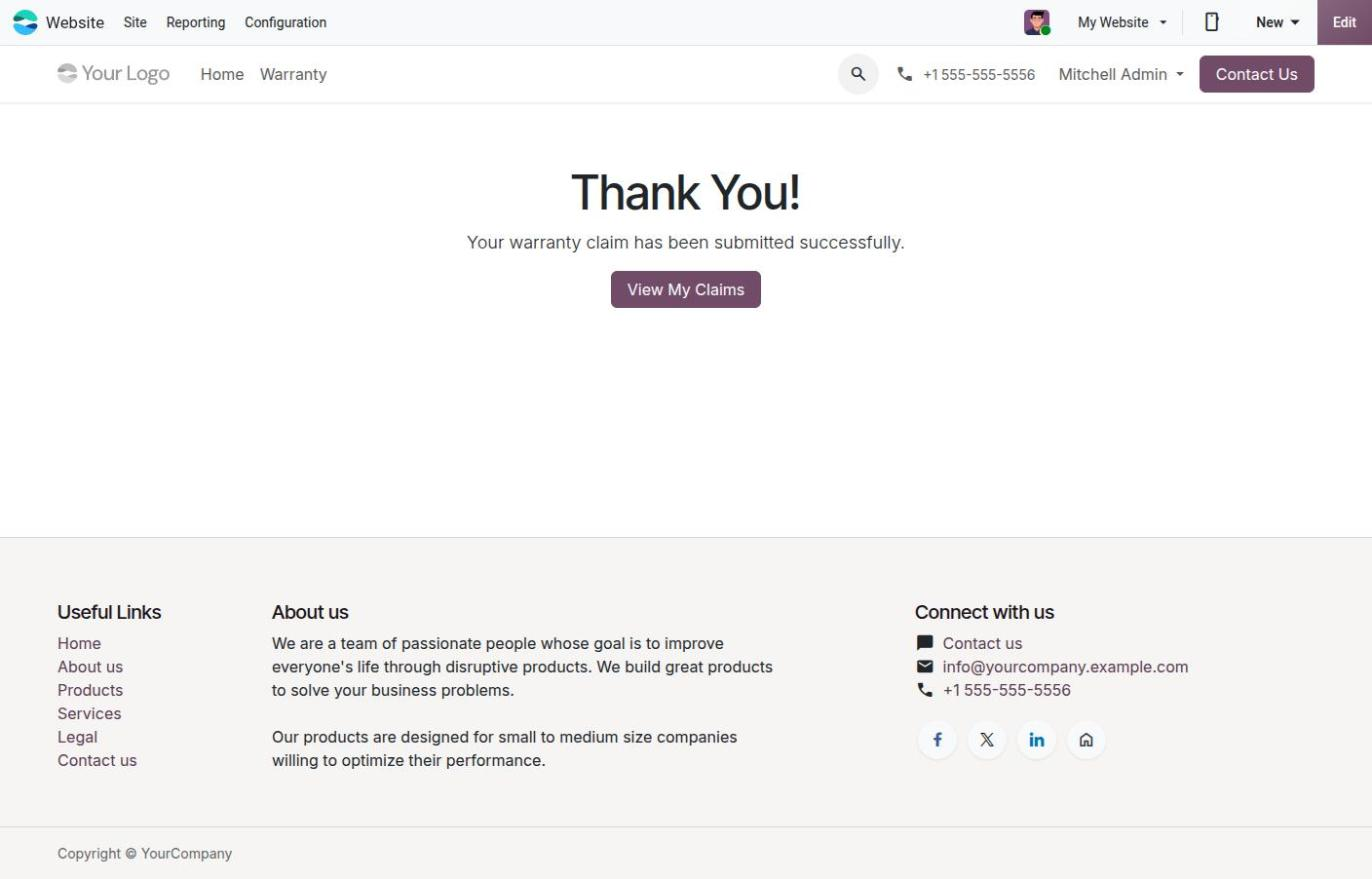 Website Site Reporting Configuration My Website New Edit
Your Logo Home Warranty +1 555-555-5556 Mitchell Admin Contact Us
Thank You!
Your warranty claim has been submitted successfully.
View My Claims
Useful Links
Home
About us
Products
Services
Legal
Contact us
About us
We are a team of passionate people whose goal is to improve
everyone's life through disruptive products. We build great products
to solve your business problems.
Our products are designed for small to medium size companies
willing to optimize their performance.
Connect with us
Contact us
info@yourcompany.example.com
+1 555-555-5556
Copyright © YourCompany